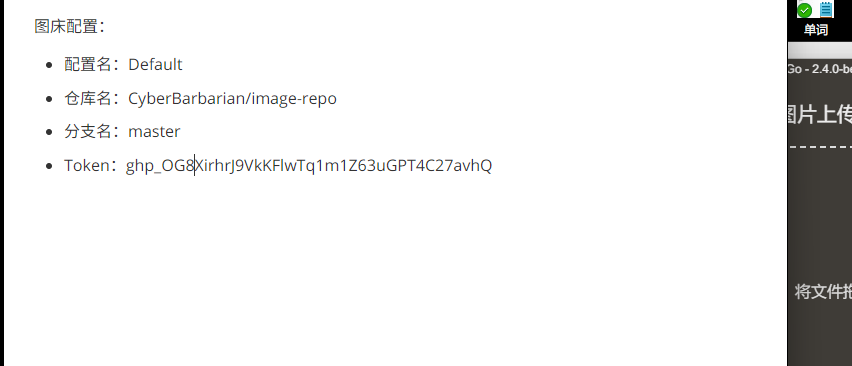 图床配置：
配置名：Default
仓库名：CyberBarbarian/image-repo
分支名：master
Token：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
单词
Go - 2.4.0-be
图片上传
将文件拖